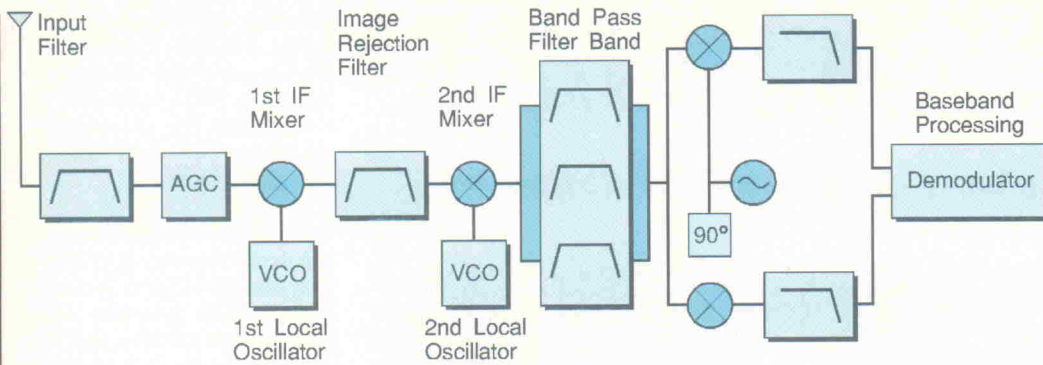 Input
Filter
Image
Rejection
Filter
Band Pass
Filter Band
1st IF
Mixer
2nd IF
Mixer
Baseband
Processing
AGC
Demodulator
90°
VCO
VCO
1st Local
Oscillator
2nd Local
Oscillator